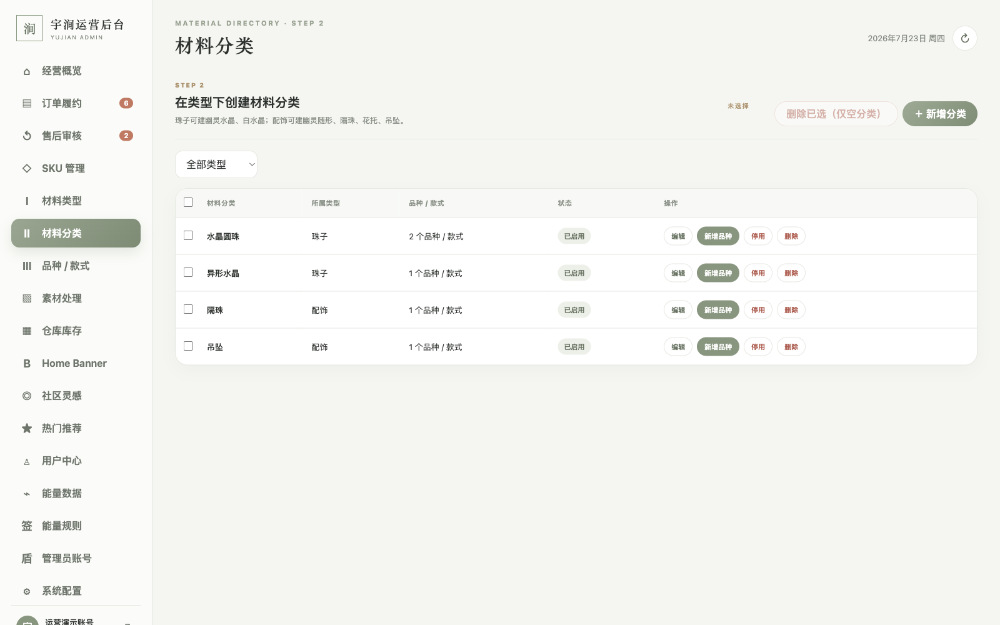 涧
宇涧运营后台
YUJIAN ADMIN
经营概览
订单履约 6
售后审核 2
SKU 管理
I 材料类型
II 材料分类
III 品种 / 款式
素材处理
仓库库存
B Home Banner
社区灵感
热门推荐
用户中心
能量数据
签 能量规则
盾 管理员账号
系统配置
运营演示账号
MATERIAL DIRECTORY · STEP 2
材料分类
2026年7月23日 周四
STEP 2
在类型下创建材料分类
珠子可建幽灵水晶、白水晶；配饰可建幽灵随形、隔珠、花托、吊坠。
未选择
删除已选（仅空分类）
+ 新增分类
全部类型
材料分类 所属类型 品种 / 款式 状态 操作
水晶圆珠 珠子 2 个品种 / 款式 已启用 编辑 新增品种 停用 删除
异形水晶 珠子 1 个品种 / 款式 已启用 编辑 新增品种 停用 删除
隔珠 配饰 1 个品种 / 款式 已启用 编辑 新增品种 停用 删除
吊坠 配饰 1 个品种 / 款式 已启用 编辑 新增品种 停用 删除